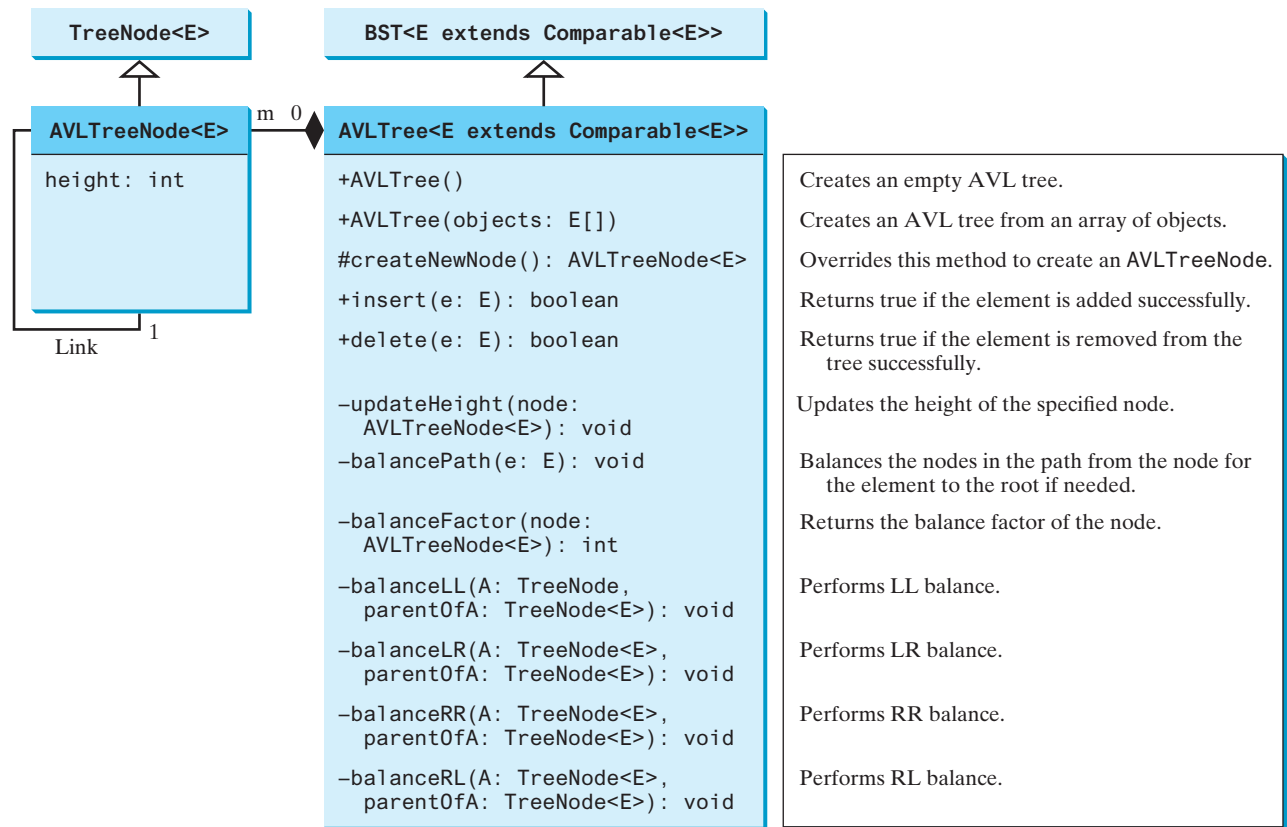 TreeNode<E>
BST<E extends Comparable<E>>
m 0
AVLTreeNode<E>
AVLTree<E extends Comparable<E>>
height: int
+AVLTree()
Creates an empty AVL tree.
+AVLTree(objects: E[])
Creates an AVL tree from an array of objects.
#createNewNode(): AVLTreeNode<E>
Overrides this method to create an AVLTreeNode.
+insert(e: E): boolean
Returns true if the element is added successfully.
1
Link
+delete(e: E): boolean
Returns true if the element is removed from the
tree successfully.
–updateHeight(node:
AVLTreeNode<E>): void
Updates the height of the specified node.
–balancePath(e: E): void
Balances the nodes in the path from the node for
the element to the root if needed.
–balanceFactor(node:
AVLTreeNode<E>): int
Returns the balance factor of the node.
–balanceLL(A: TreeNode,
parentOfA: TreeNode<E>): void
Performs LL balance.
–balanceLR(A: TreeNode<E>,
parentOfA: TreeNode<E>): void
Performs LR balance.
–balanceRR(A: TreeNode<E>,
parentOfA: TreeNode<E>): void
Performs RR balance.
–balanceRL(A: TreeNode<E>,
parentOfA: TreeNode<E>): void
Performs RL balance.